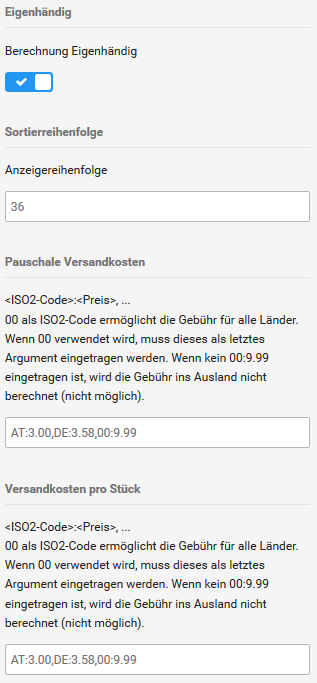 Eigenhändig
Berechnung Eigenhändig
Sortierreihenfolge
Anzeigereihenfolge
36
Pauschale Versandkosten
<ISO2-Code>:<Preis>, ...
00 als ISO2-Code ermöglicht die Gebühr für alle Länder.
Wenn 00 verwendet wird, muss dieses als letztes
Argument eingetragen werden. Wenn kein 00:9.99
eingetragen ist, wird die Gebühr ins Ausland nicht
berechnet (nicht möglich).
AT:3.00,DE:3.58,00:9.99
Versandkosten pro Stück
<ISO2-Code>:<Preis>, ...
00 als ISO2-Code ermöglicht die Gebühr für alle Länder.
Wenn 00 verwendet wird, muss dieses als letztes
Argument eingetragen werden. Wenn kein 00:9.99
eingetragen ist, wird die Gebühr ins Ausland nicht
berechnet (nicht möglich).
AT:3.00,DE:3.58,00:9.99